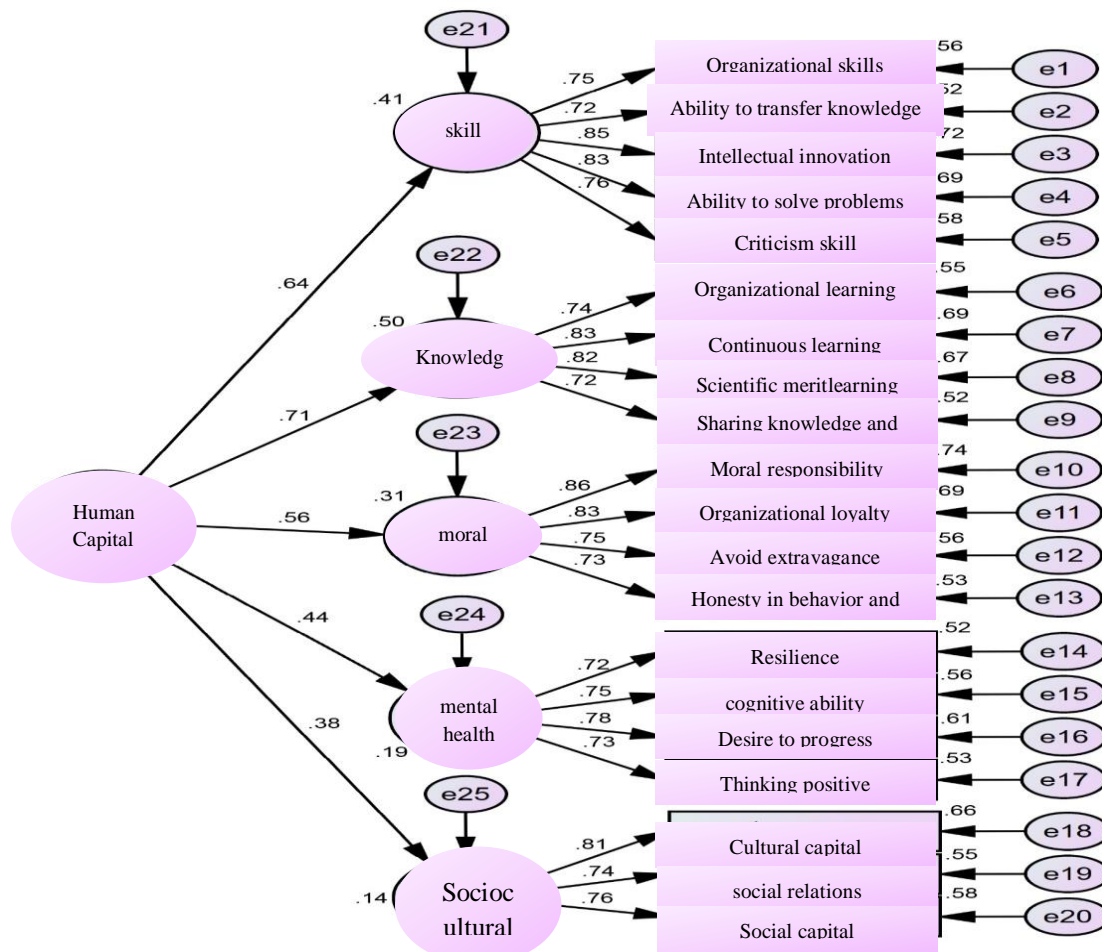 e21
.41
skill
.75
.72
.85
.83
.76
Organizational skills
.56
e1
Ability to transfer knowledge
.52
e2
Intellectual innovation
.72
e3
Ability to solve problems
.69
e4
Criticism skill
.58
e5
.64
e22
.50
Knowledg
.74
.83
.82
.72
Organizational learning
.55
e6
Continuous learning
.69
e7
Scientific meritlearning
.67
e8
Sharing knowledge and
.52
e9
.71
Human
Capital
e23
.31
moral
.56
.86
.83
.75
.73
Moral responsibility
.74
e10
Organizational loyalty
.69
e11
Avoid extravagance
.56
e12
Honesty in behavior and
.53
e13
.44
e24
mental
health
.19
.72
.75
.78
.73
Resilience
.52
e14
cognitive ability
.56
e15
Desire to progress
.61
e16
Thinking positive
.53
e17
.38
e25
.14
Socioc
ultural
.81
.74
.76
Cultural capital
.66
e18
social relations
.55
e19
Social capital
.58
e20